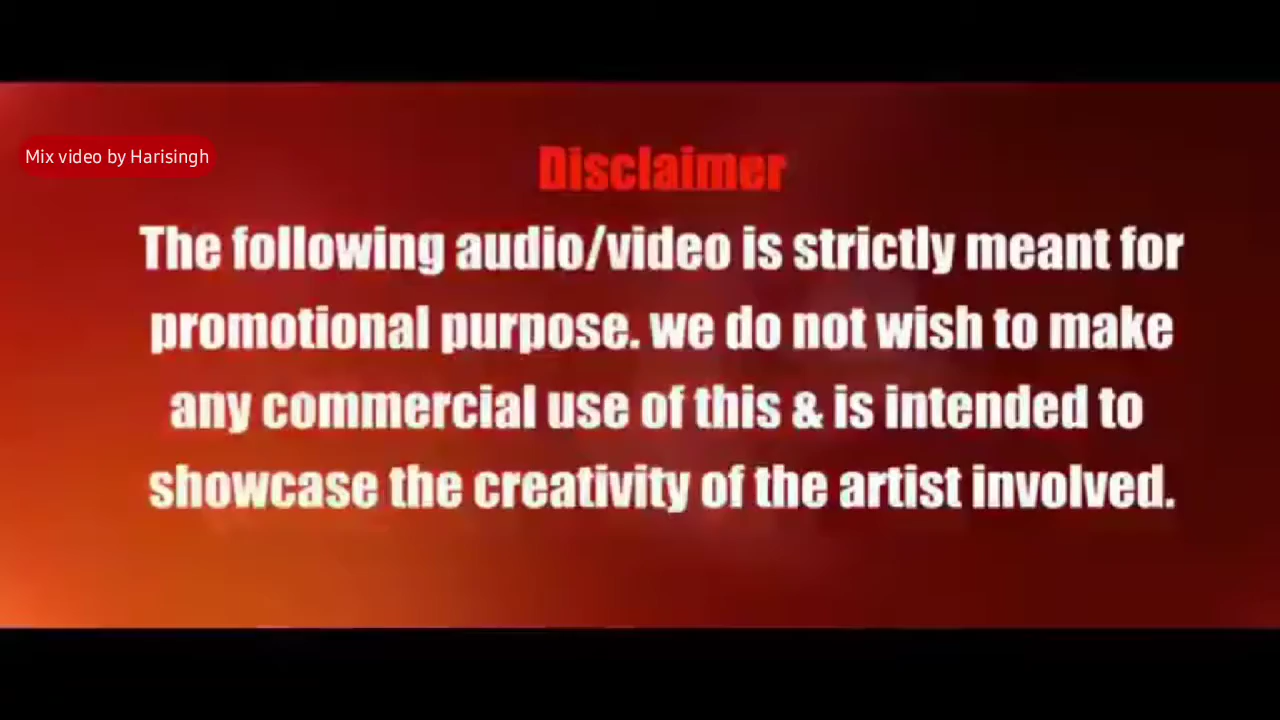 Mix video by Harisingh
Disclaimer
The following audio/video is strictly meant for
promotional purpose. we do not wish to make
any commercial use of this & is intended to
showcase the creativity of the artist involved.